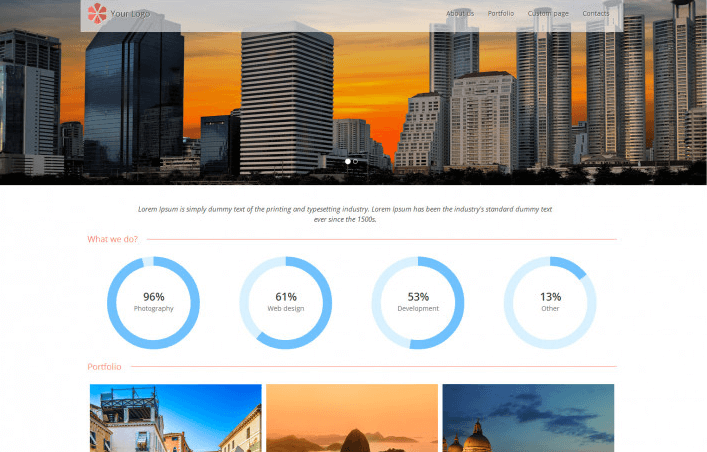 Your Logo
About us Portfolio Custom page Contacts
Lorem Ipsum is simply dummy text of the printing and typesetting industry. Lorem Ipsum has been the industry's standard dummy text
ever since the 1500s.
What we do?
96% 61% 53% 13%
Photography Web design Development Other
Portfolio